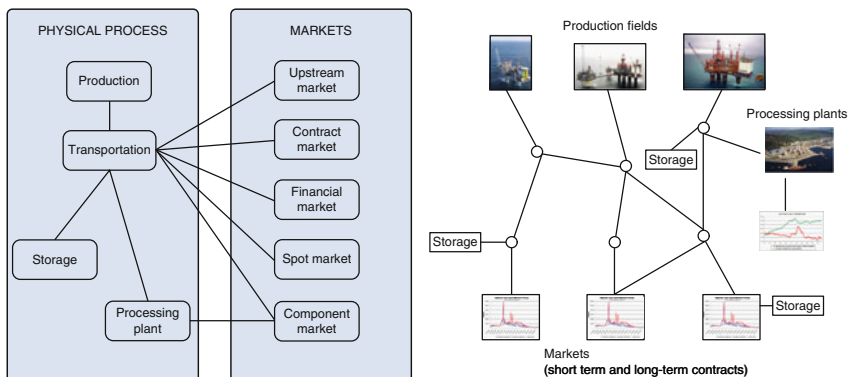 PHYSICAL PROCESS
Production
Transportation
Storage
Processing
plant
MARKETS
Upstream
market
Contract
market
Financial
market
Spot market
Component
market
Production fields
Processing plants
Storage
Storage
Storage
Markets
(short term and long-term contracts)